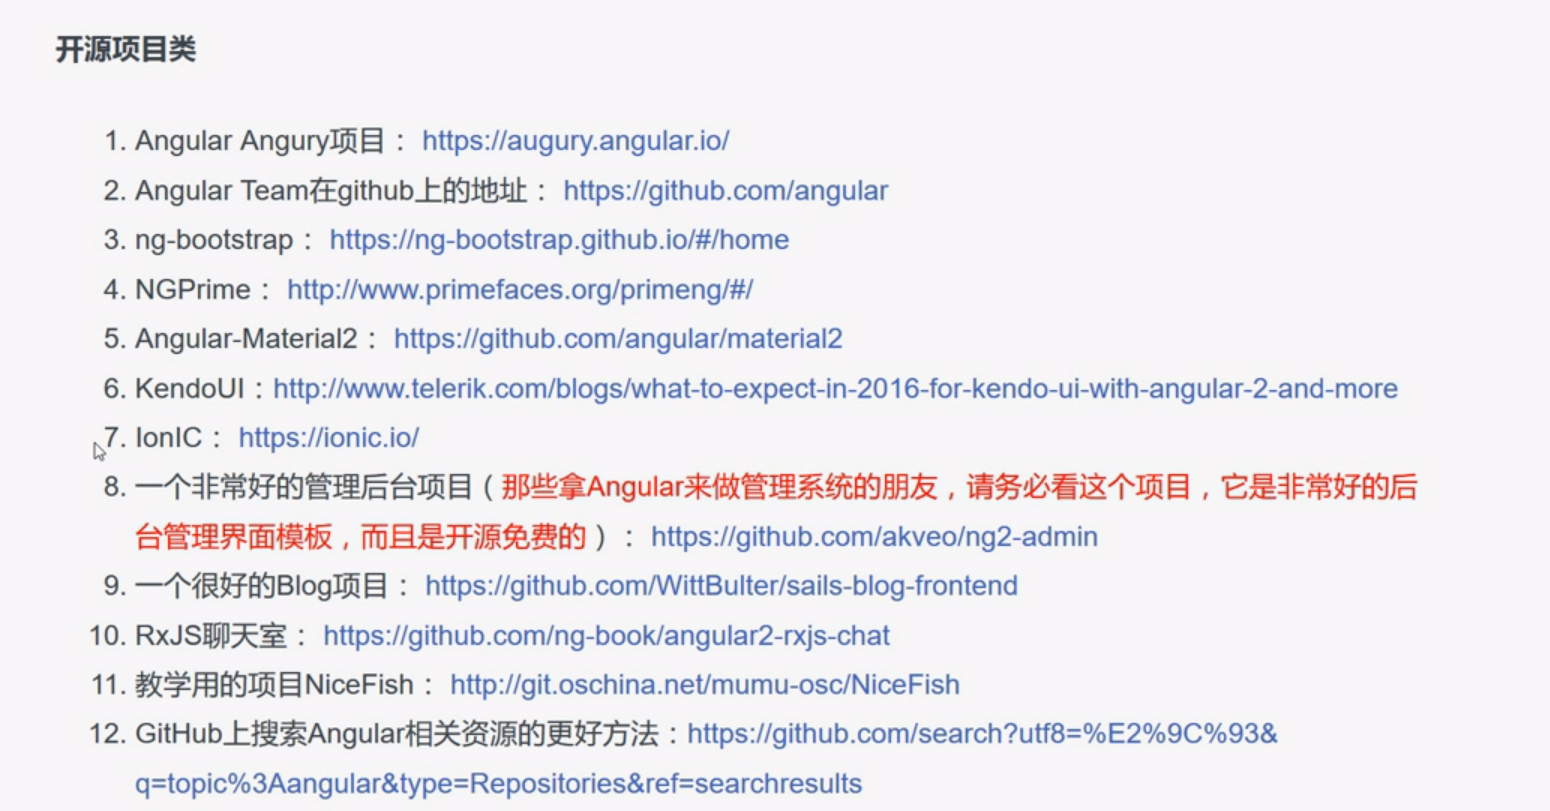 开源项目类
1. Angular Angury项目： https://augury.angular.io/
2. Angular Team在github上的地址： https://github.com/angular
3. ng-bootstrap： https://ng-bootstrap.github.io/#/home
4. NGPrime： http://www.primefaces.org/primeng/#/
5. Angular-Material2： https://github.com/angular/material2
6. KendoUI：http://www.telerik.com/blogs/what-to-expect-in-2016-for-kendo-ui-with-angular-2-and-more
7. IonIC： https://ionic.io/
8. 一个非常好的管理后台项目（那些拿Angular来做管理系统的朋友，请务必看这个项目，它是非常好的后
台管理界面模板，而且是开源免费的）： https://github.com/akveo/ng2-admin
9. 一个很好的Blog项目： https://github.com/WittBulter/sails-blog-frontend
10. RxJS聊天室： https://github.com/ng-book/angular2-rxjs-chat
11. 教学用的项目NiceFish： http://git.oschina.net/mumu-osc/NiceFish
12. GitHub上搜索Angular相关资源的更好方法：https://github.com/search?utf8=%E2%9C%93&
q=topic%3Aangular&type=Repositories&ref=searchresults